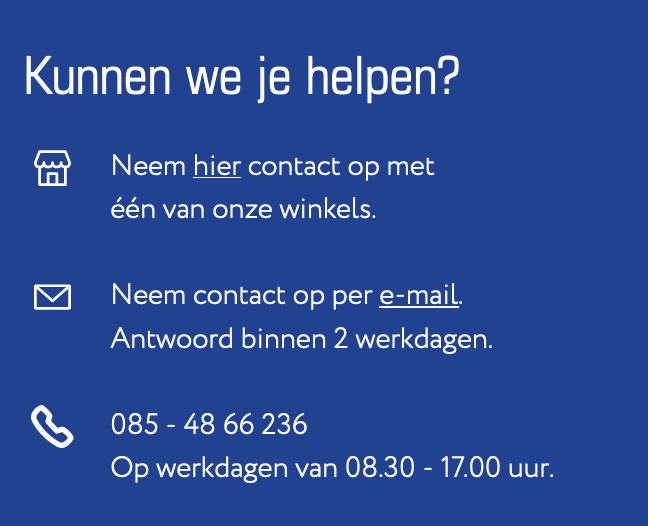 Kunnen we je helpen?
Neem hier contact op met
één van onze winkels.
Neem contact op per e-mail.
Antwoord binnen 2 werkdagen.
085 - 48 66 236
Op werkdagen van 08.30 - 17.00 uur.